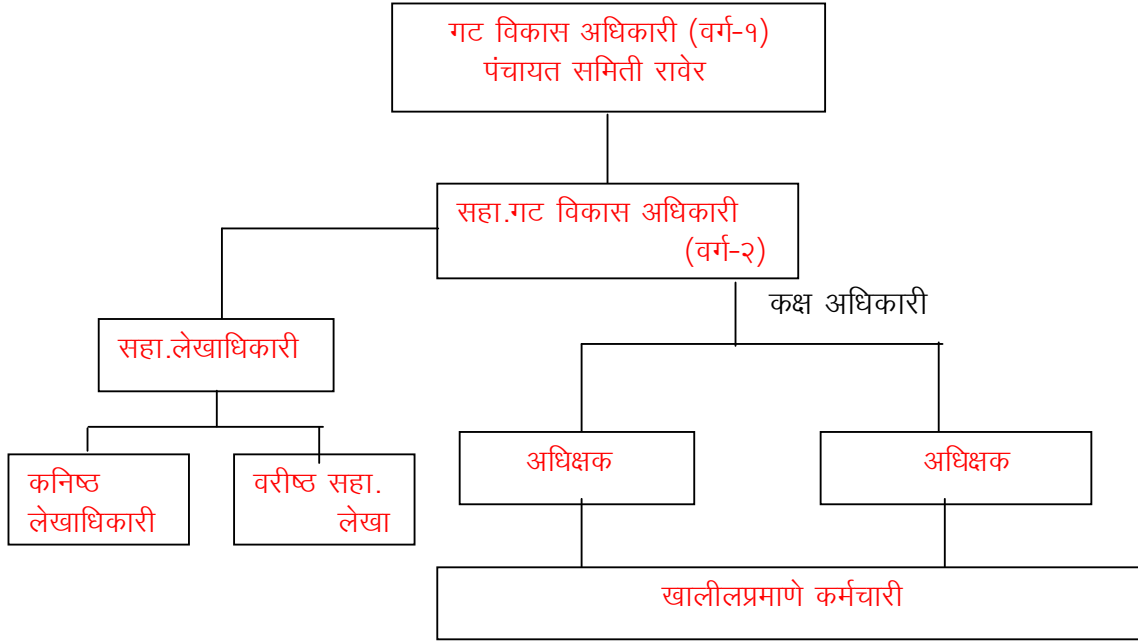 गट विकास अधिकारी (वर्ग-१)
पंचायत समिती रावेर
सहा.गट विकास अधिकारी
(वर्ग-२)
कक्ष अधिकारी
सहा.लेखाधिकारी
अधिक्षक
अधिक्षक
कनिष्ठ
लेखाधिकारी
वरीष्ठ सहा.
लेखा
खालीलप्रमाणे कर्मचारी